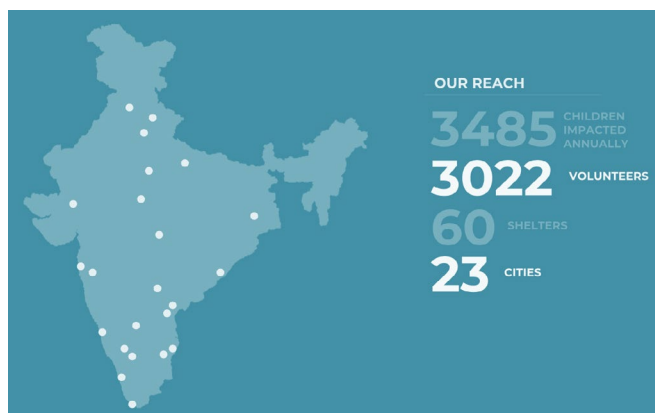 OUR REACH
3485 CHILDREN
IMPACTED
ANNUALLY
3022 VOLUNTEERS
60 SHELTERS
23 CITIES